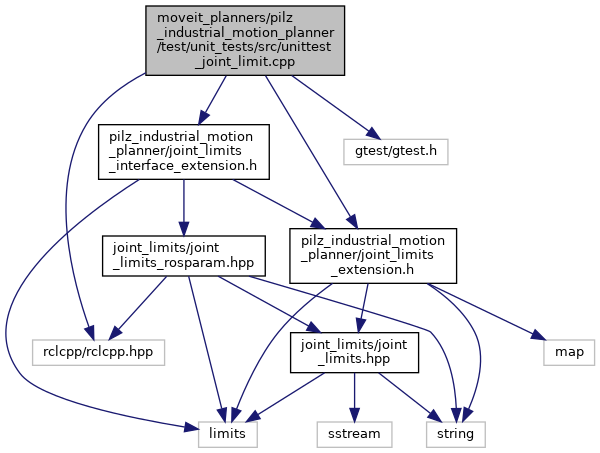 moveit_planners/pilz
_industrial_motion_planner
/test/unit_tests/src/unittest
_joint_limit.cpp
pilz_industrial_motion
_planner/joint_limits
_interface_extension.h
gtest/gtest.h
joint_limits/joint
_limits_rosparam.hpp
pilz_industrial_motion
_planner/joint_limits
_extension.h
rclcpp/rclcpp.hpp
joint_limits/joint
_limits.hpp
map
limits
sstream
string